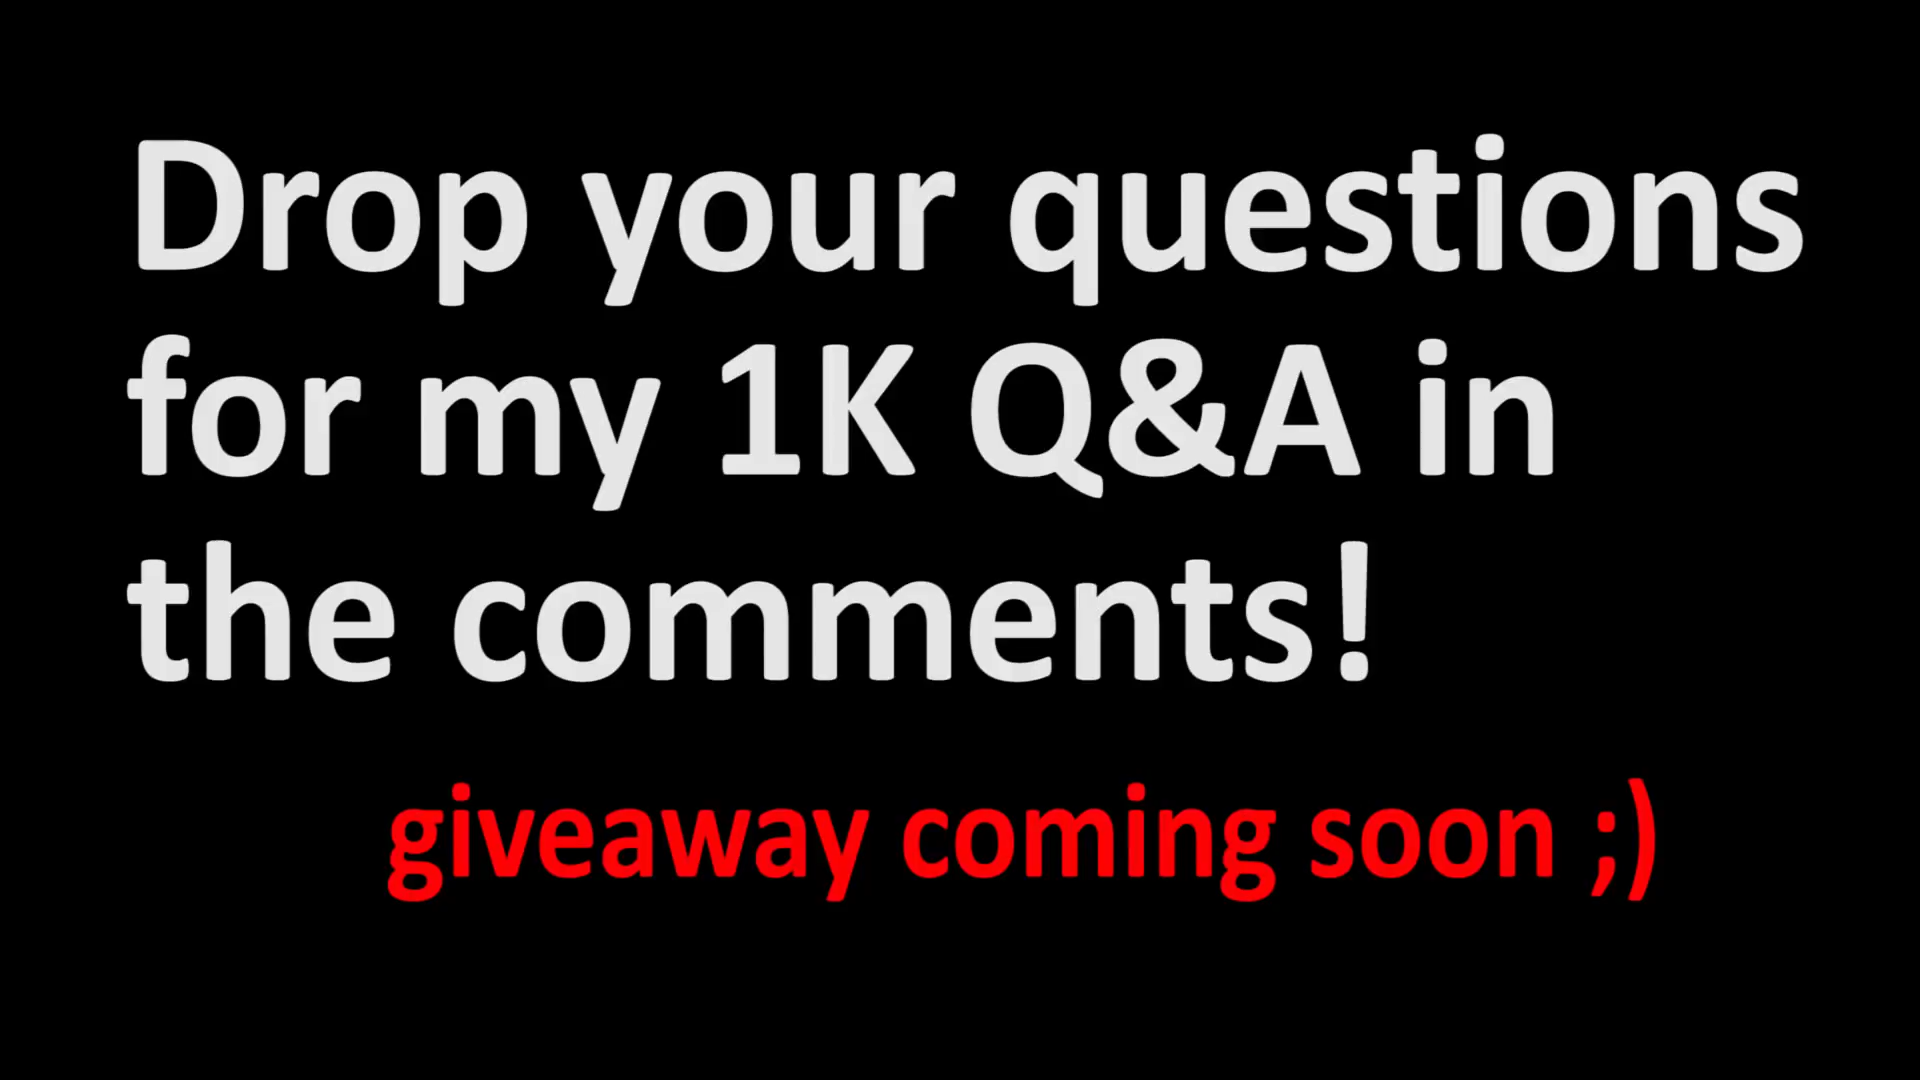 Drop your questions
for my 1K Q&A in
the comments!
giveaway coming soon ;)